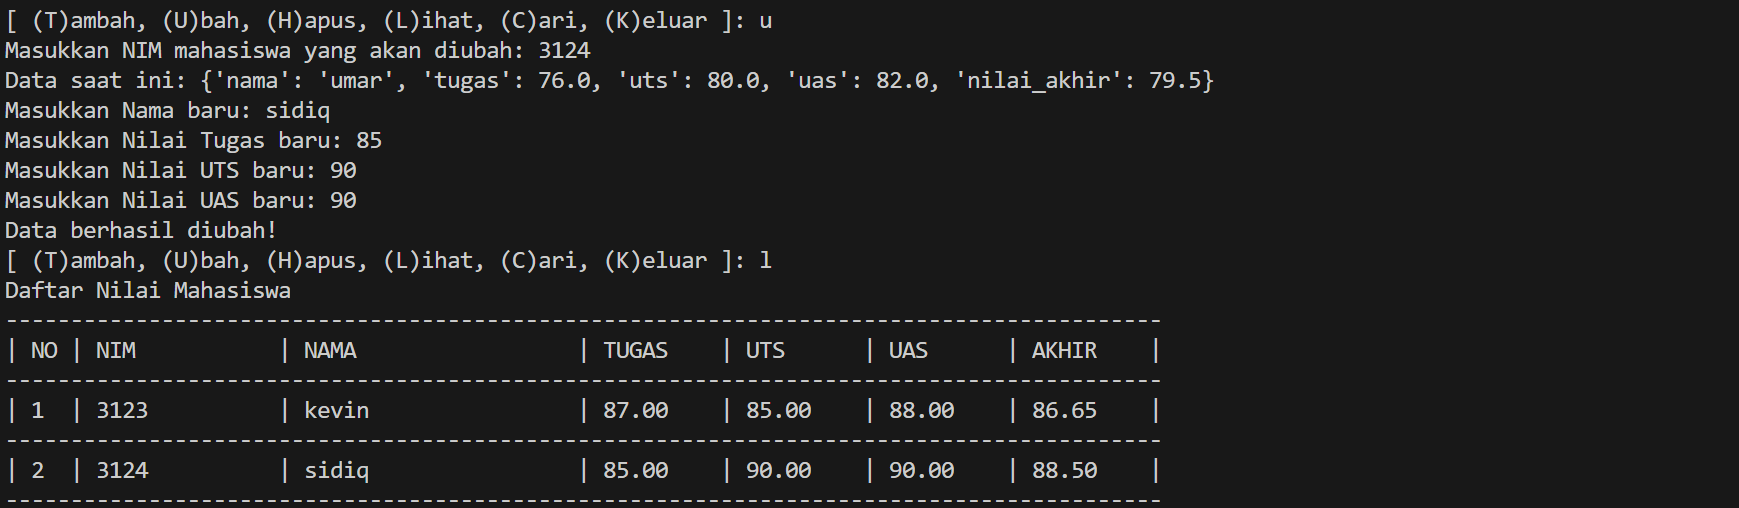 [ (T)ambah, (U)bah, (H)apus, (L)ihat, (C)ari, (K)eluar ]: u
Masukkan NIM mahasiswa yang akan diubah: 3124
Data saat ini: {'nama': 'umar', 'tugas': 76.0, 'uts': 80.0, 'uas': 82.0, 'nilai_akhir': 79.5}
Masukkan Nama baru: sidiq
Masukkan Nilai Tugas baru: 85
Masukkan Nilai UTS baru: 90
Masukkan Nilai UAS baru: 90
Data berhasil diubah!
[ (T)ambah, (U)bah, (H)apus, (L)ihat, (C)ari, (K)eluar ]: l
Daftar Nilai Mahasiswa
-----------------------------------------------------------------------------------------
| NO | NIM           | NAMA                 | TUGAS    | UTS      | UAS      | AKHIR    |
-----------------------------------------------------------------------------------------
| 1  | 3123          | kevin                | 87.00    | 85.00    | 88.00    | 86.65    |
-----------------------------------------------------------------------------------------
| 2  | 3124          | sidiq                | 85.00    | 90.00    | 90.00    | 88.50    |
-----------------------------------------------------------------------------------------